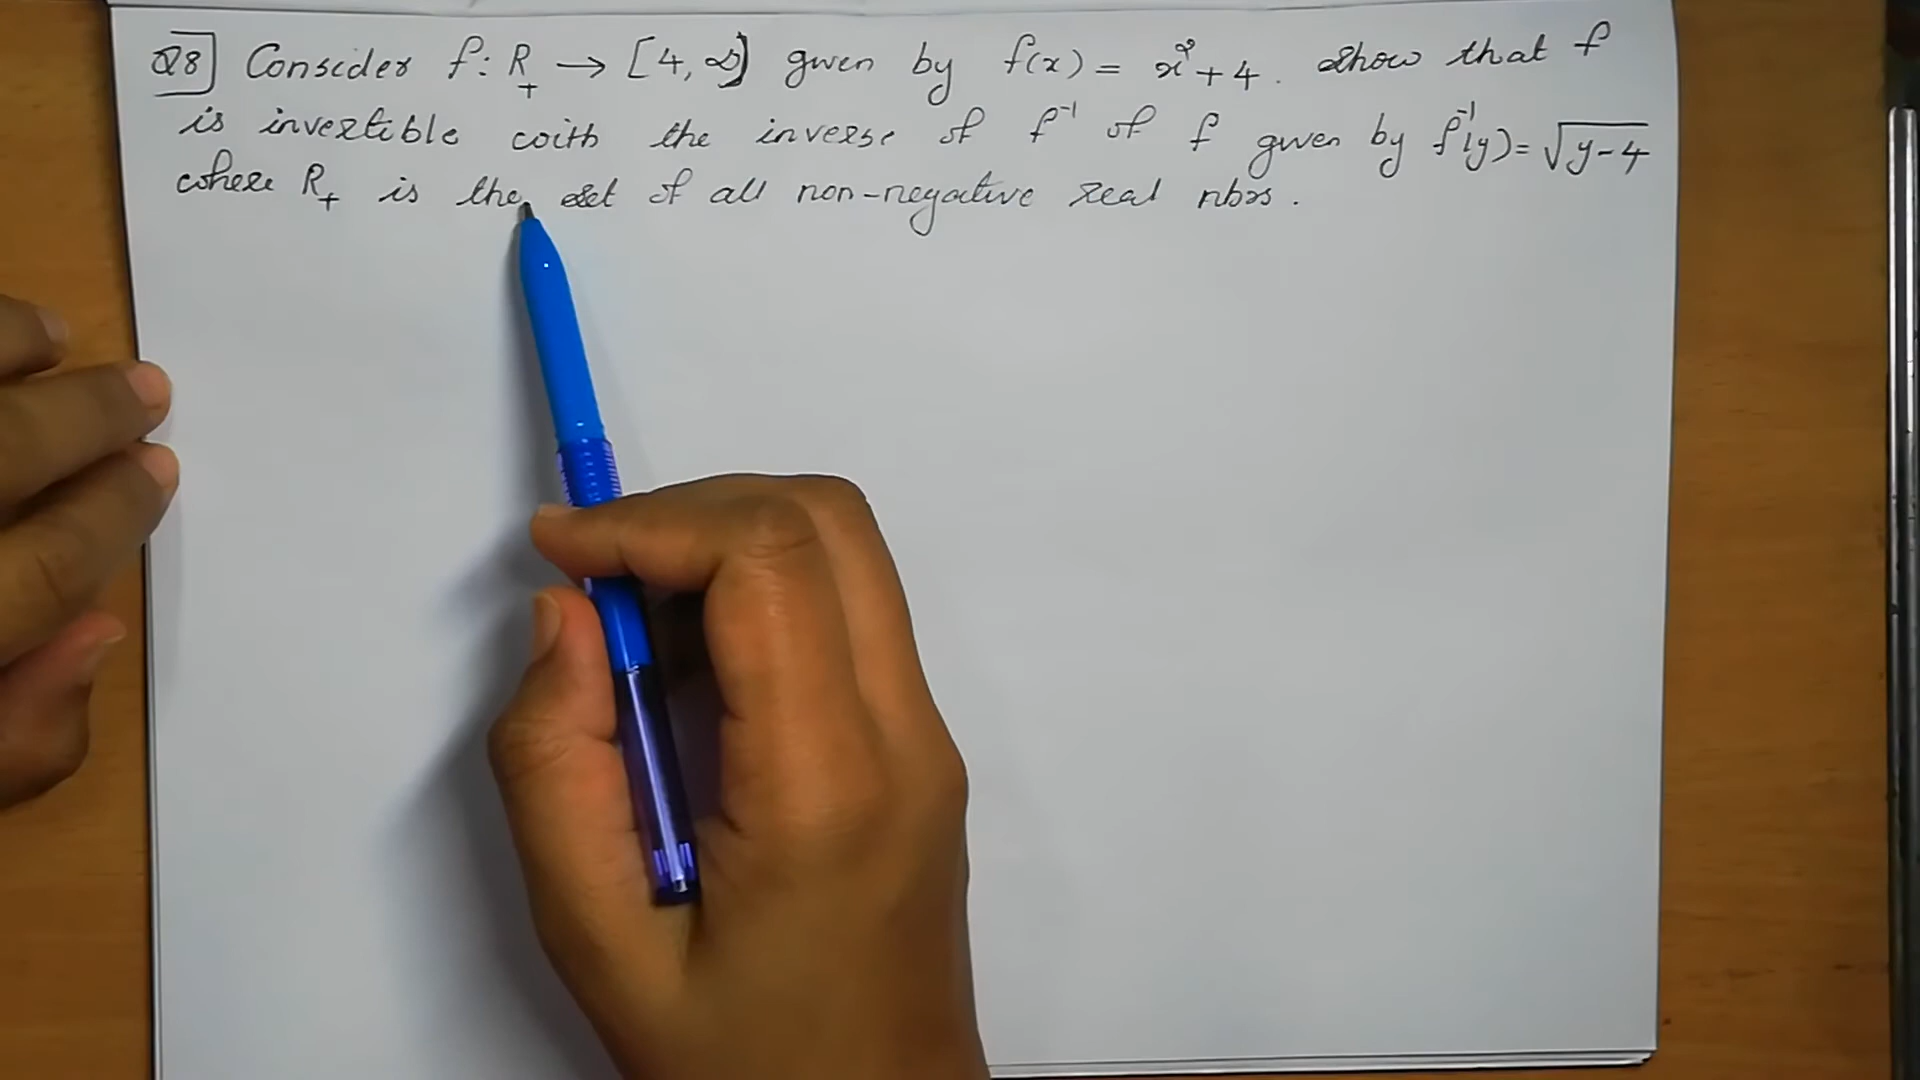 Q8] Consider f: R₊ → [4, ∞) given by f(x) = x² + 4. Show that f
is invertible with the inverse of f⁻¹ of f given by f⁻¹(y) = √(y-4)
where R₊ is the set of all non-negative real nbrs.